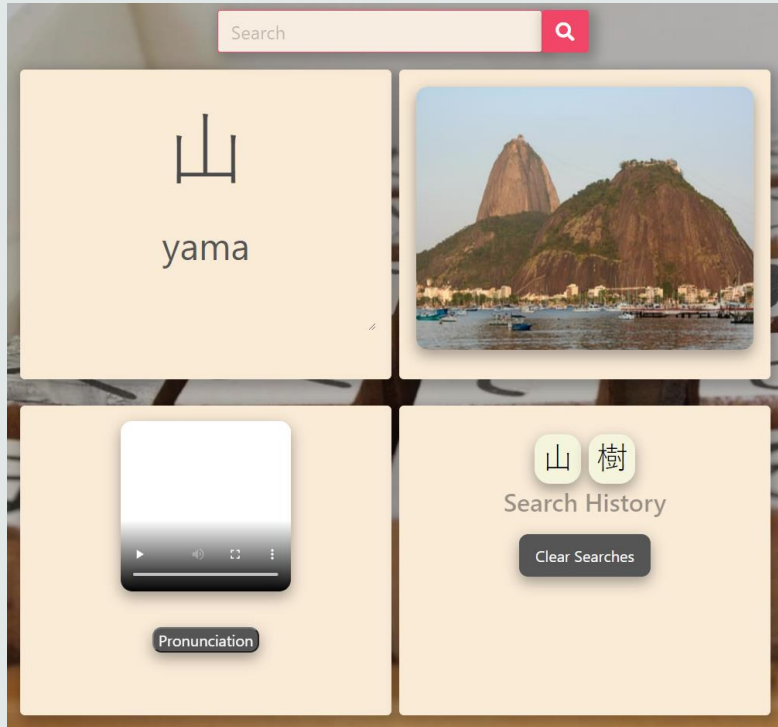 Search
山
yama
山 樹
Search History
Clear Searches
Pronunciation